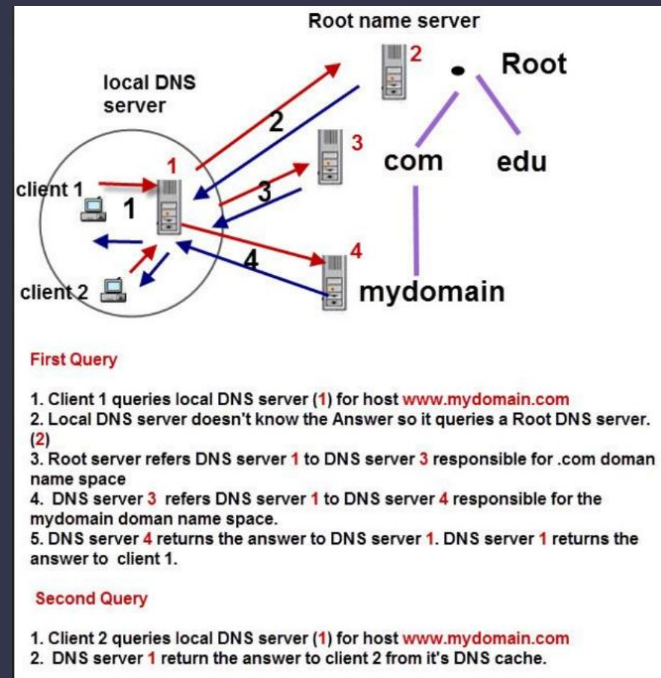 Root name server
2
Root
local DNS
server
2
3
com
edu
1
3
client 1
1
4
4
mydomain
client 2
First Query
1. Client 1 queries local DNS server (1) for host www.mydomain.com
2. Local DNS server doesn't know the Answer so it queries a Root DNS server.
(2)
3. Root server refers DNS server 1 to DNS server 3 responsible for .com doman
name space
4. DNS server 3 refers DNS server 1 to DNS server 4 responsible for the
mydomain doman name space.
5. DNS server 4 returns the answer to DNS server 1. DNS server 1 returns the
answer to client 1.
Second Query
1. Client 2 queries local DNS server (1) for host www.mydomain.com
2. DNS server 1 return the answer to client 2 from it's DNS cache.